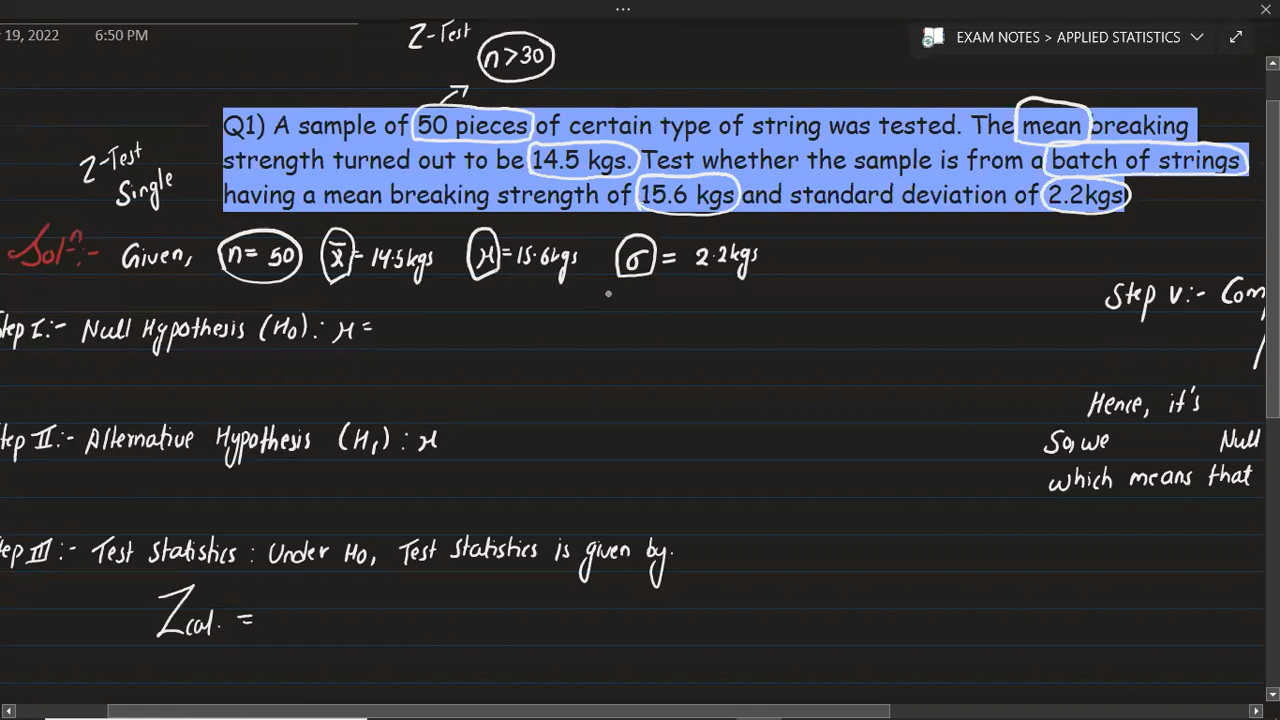 19, 2022 6:50 PM
EXAM NOTES > APPLIED STATISTICS
Z-Test
n>30
Q1) A sample of 50 pieces of certain type of string was tested. The mean breaking
strength turned out to be 14.5 kgs. Test whether the sample is from a batch of strings
having a mean breaking strength of 15.6 kgs and standard deviation of 2.2kgs
Z-Test
Single
Solⁿ:- Given, n= 50 x̄= 14.5kgs μ=15.6kgs σ = 2.2kgs
Step V:- Com
tep I:- Null Hypothesis (H₀): μ =
Hence, it's
tep II:- Alternative Hypothesis (H₁) : μ
So, we Null
which means that
tep III:- Test Statistics : Under H₀, Test Statistics is given by.
Zcal. =